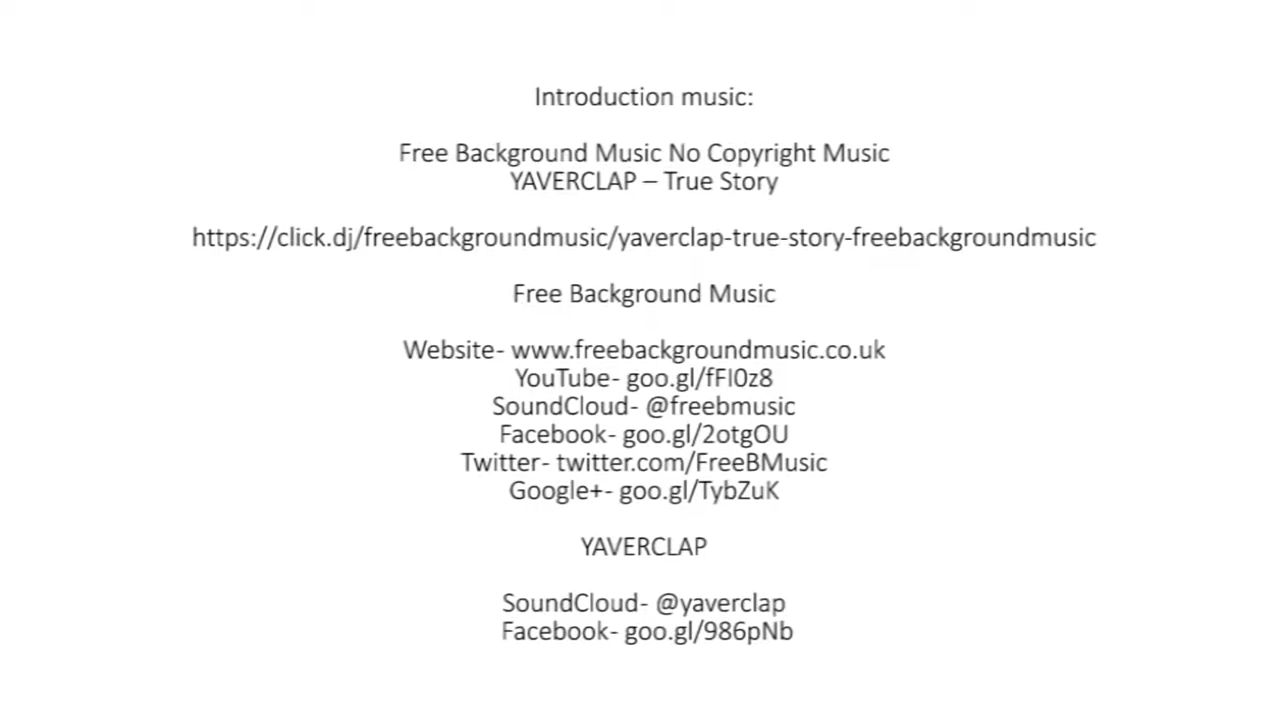 Introduction music:
Free Background Music No Copyright Music
YAVERCLAP – True Story
https://click.dj/freebackgroundmusic/yaverclap-true-story-freebackgroundmusic
Free Background Music
Website- www.freebackgroundmusic.co.uk
YouTube- goo.gl/fFI0z8
SoundCloud- @freebmusic
Facebook- goo.gl/2otgOU
Twitter- twitter.com/FreeBMusic
Google+- goo.gl/TybZuK
YAVERCLAP
SoundCloud- @yaverclap
Facebook- goo.gl/986pNb